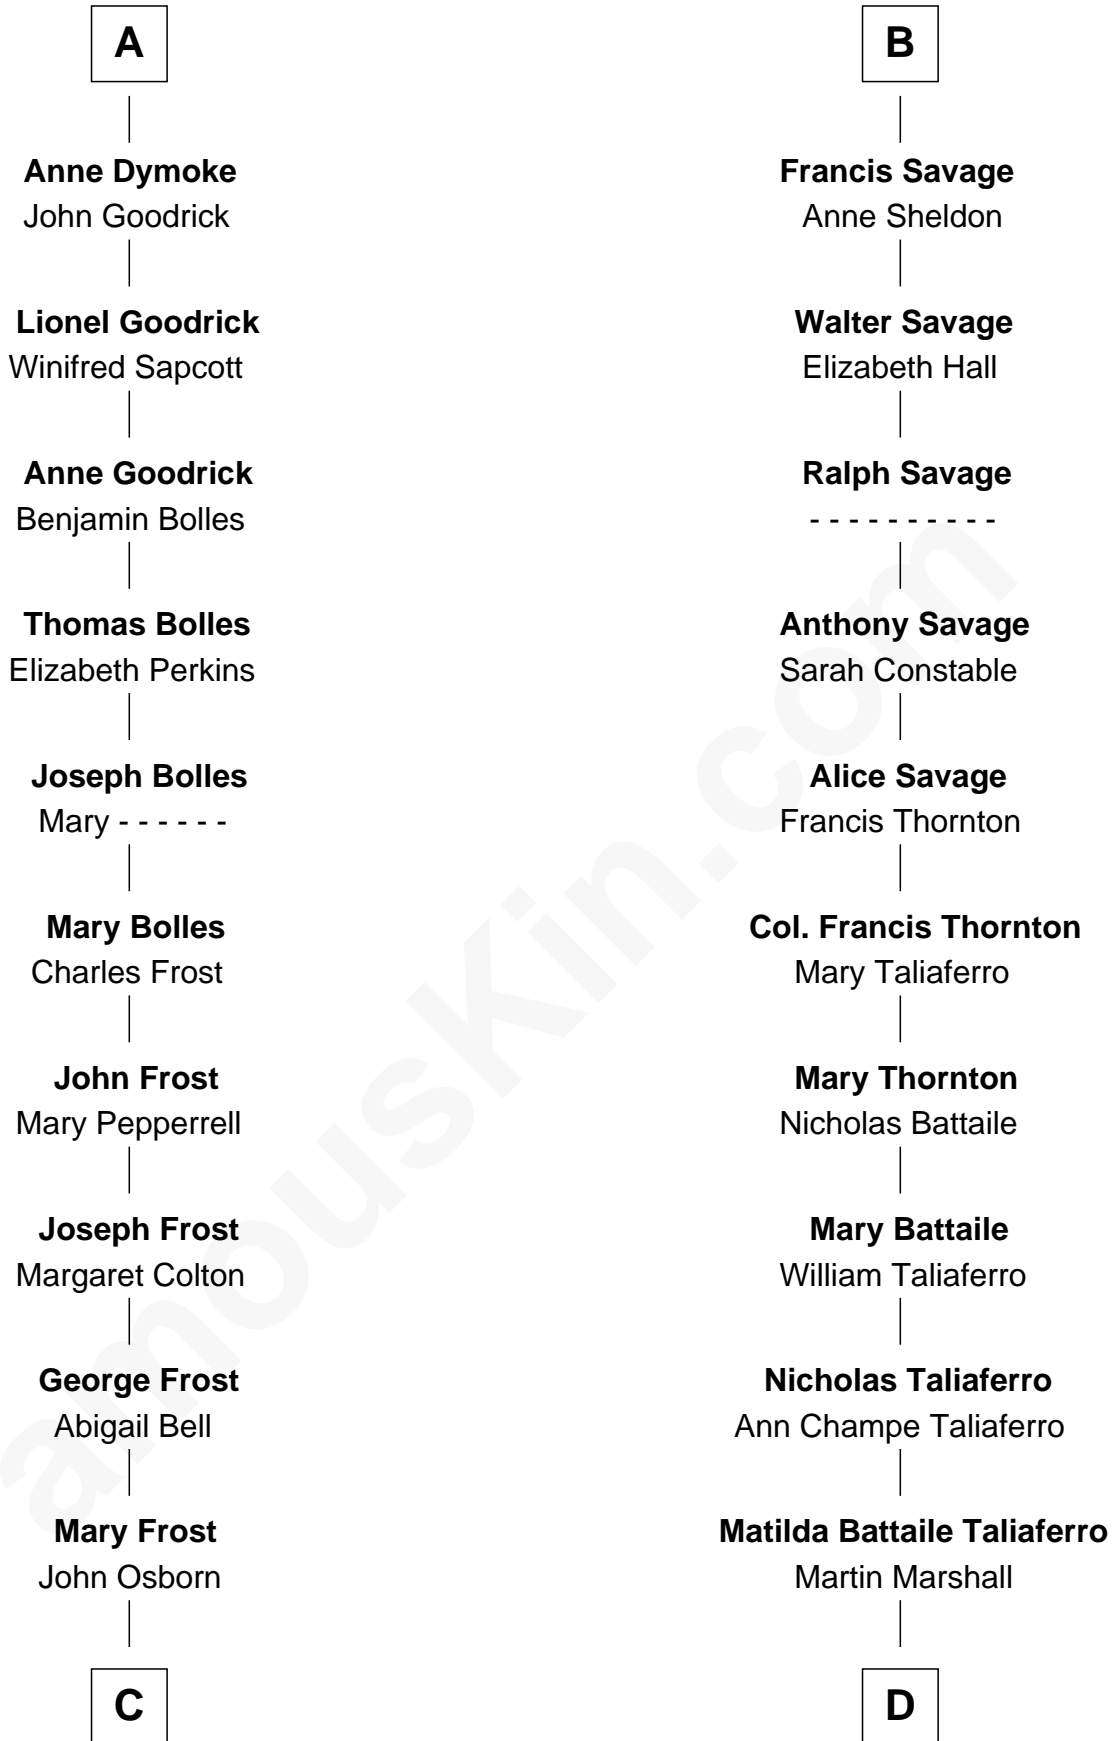 A
Anne Dymoke
John Goodrick
Lionel Goodrick
Winifred Sapcott
Anne Goodrick
Benjamin Bolles
Thomas Bolles
Elizabeth Perkins
Joseph Bolles
Mary - - - - - -
Mary Bolles
Charles Frost
John Frost
Mary Pepperrell
Joseph Frost
Margaret Colton
George Frost
Abigail Bell
Mary Frost
John Osborn
C
B
Francis Savage
Anne Sheldon
Walter Savage
Elizabeth Hall
Ralph Savage
- - - - - - - - - -
Anthony Savage
Sarah Constable
Alice Savage
Francis Thornton
Col. Francis Thornton
Mary Taliaferro
Mary Thornton
Nicholas Battaile
Mary Battaile
William Taliaferro
Nicholas Taliaferro
Ann Champe Taliaferro
Matilda Battaile Taliaferro
Martin Marshall
D
amousKin.com